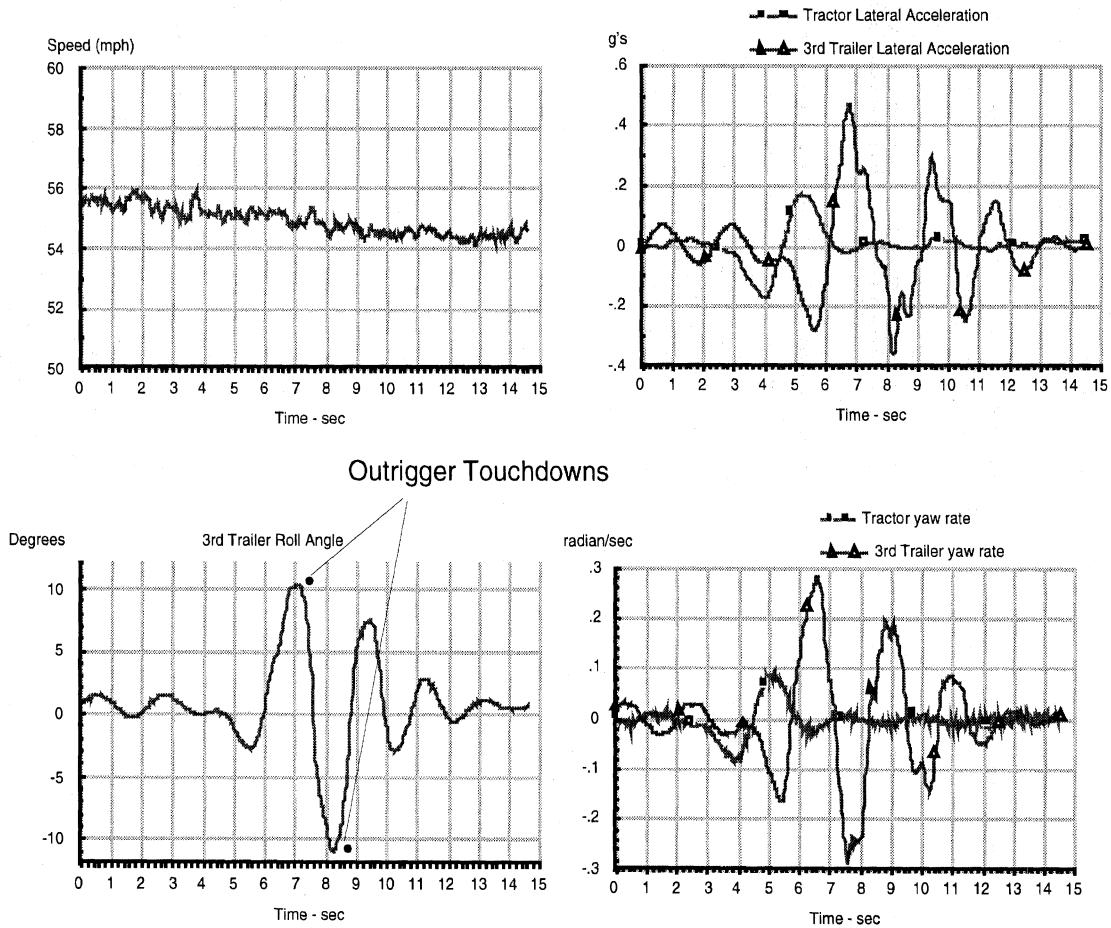 Tractor Lateral Acceleration
Speed (mph)
g's
3rd Trailer Lateral Acceleration
60
58
56
54
52
50
0 1 2 3 4 5 6 7 8 9 10 11 12 13 14 15
Time - sec
.6
.4
.2
0
-.2
-.4
0 1 2 3 4 5 6 7 8 9 10 11 12 13 14 15
Time - sec
Outrigger Touchdowns
Degrees
3rd Trailer Roll Angle
10
5
0
-5
-10
0 1 2 3 4 5 6 7 8 9 10 11 12 13 14 15
Time - sec
Tractor yaw rate
radian/sec
3rd Trailer yaw rate
.3
.2
.1
0
-.1
-.2
-.3
0 1 2 3 4 5 6 7 8 9 10 11 12 13 14 15
Time - sec